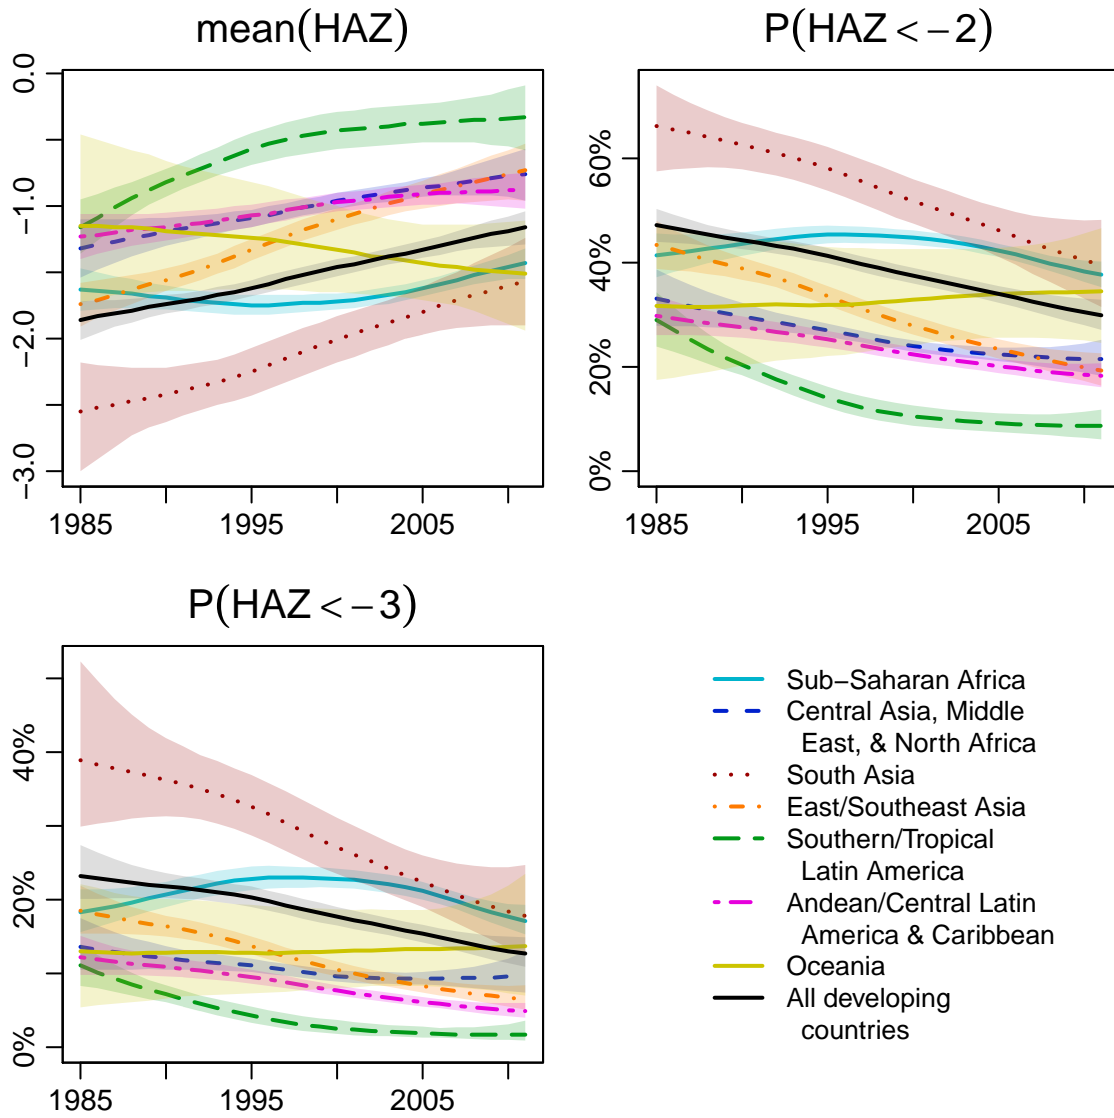 mean(HAZ)
0.0
−1.0
−2.0
−3.0
1985
1995
2005
P(HAZ < −2)
60%
40%
20%
0%
1985
1995
2005
P(HAZ < −3)
40%
20%
0%
1985
1995
2005
Sub−Saharan Africa
Central Asia, Middle
East, & North Africa
South Asia
East/Southeast Asia
Southern/Tropical
Latin America
Andean/Central Latin
America & Caribbean
Oceania
All developing
countries